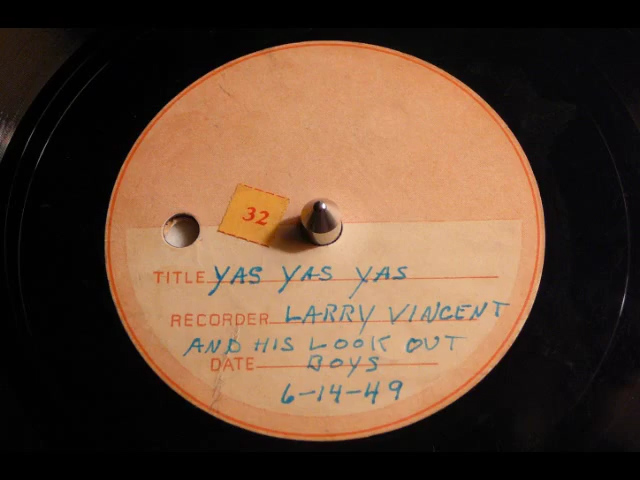 32
TITLE YAS YAS YAS
RECORDER LARRY VINCENT
AND HIS LOOK OUT
DATE BOYS
6-14-49